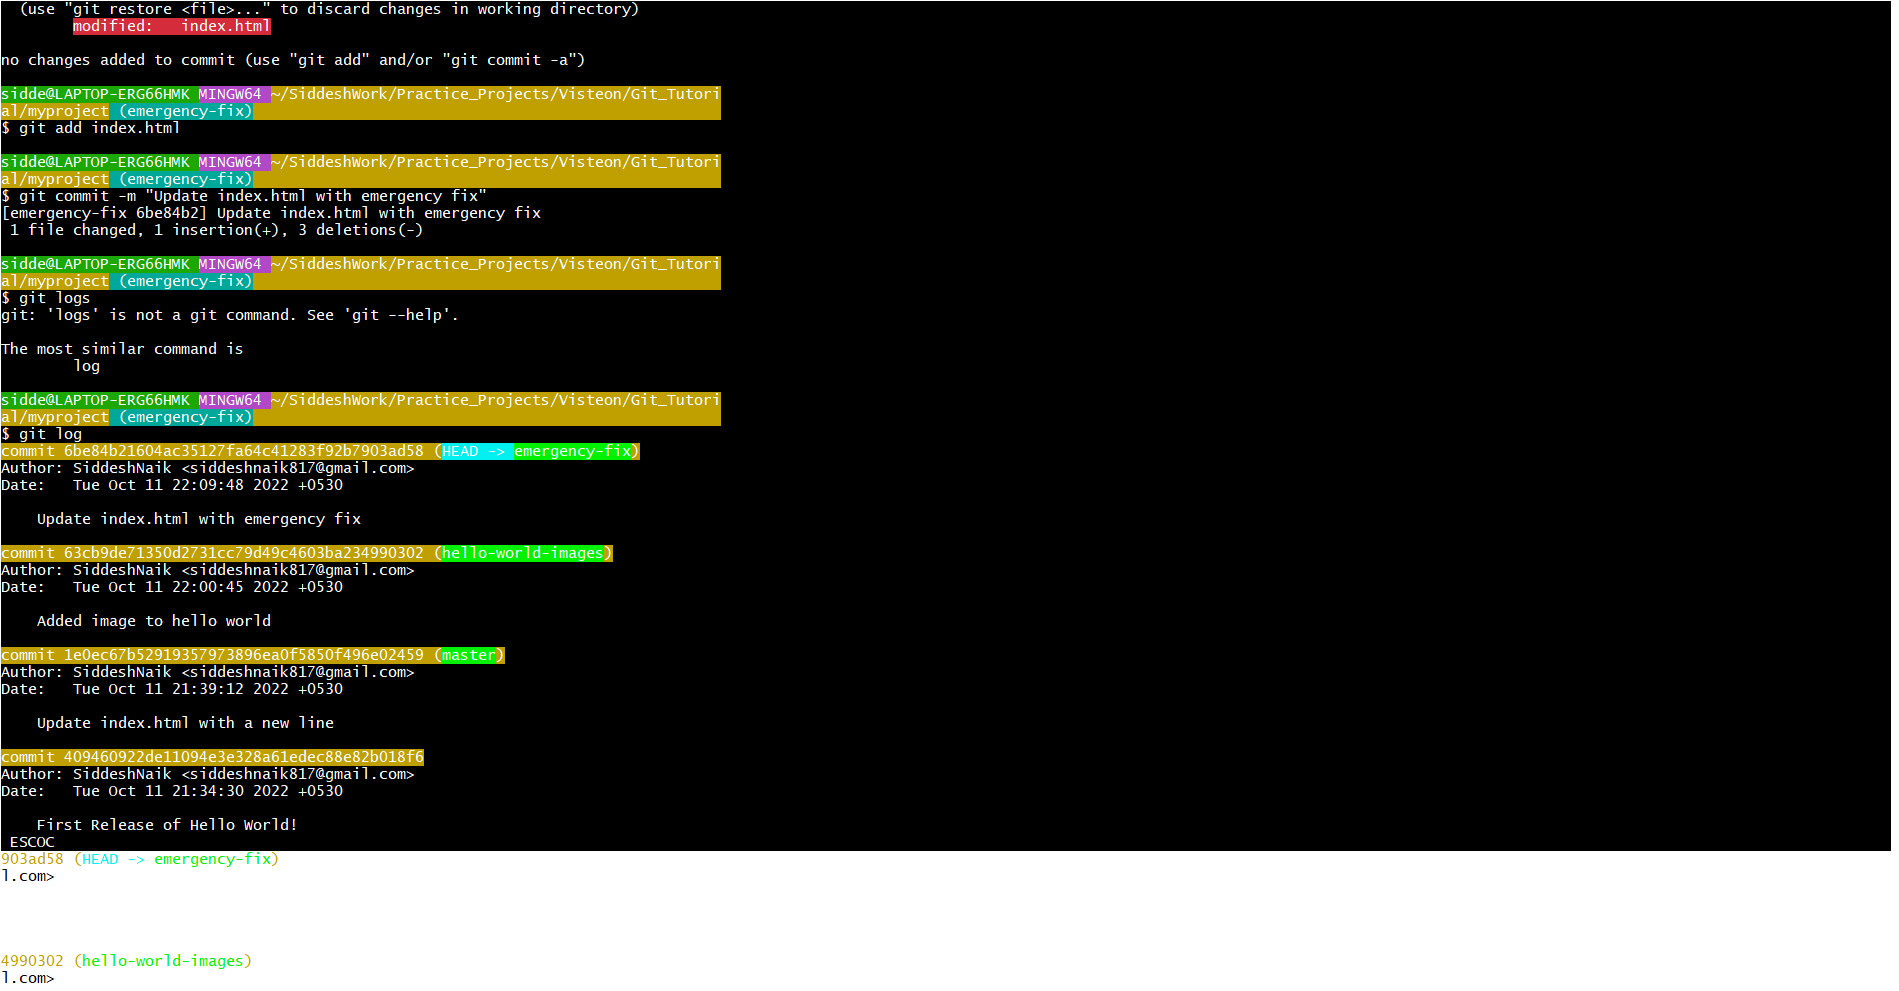 (use "git restore <file>..." to discard changes in working directory)
        modified:   index.html

no changes added to commit (use "git add" and/or "git commit -a")

sidde@LAPTOP-ERG66HMK MINGW64 ~/SiddeshWork/Practice_Projects/Visteon/Git_Tutori
al/myproject (emergency-fix)
$ git add index.html

sidde@LAPTOP-ERG66HMK MINGW64 ~/SiddeshWork/Practice_Projects/Visteon/Git_Tutori
al/myproject (emergency-fix)
$ git commit -m "Update index.html with emergency fix"
[emergency-fix 6be84b2] Update index.html with emergency fix
 1 file changed, 1 insertion(+), 3 deletions(-)

sidde@LAPTOP-ERG66HMK MINGW64 ~/SiddeshWork/Practice_Projects/Visteon/Git_Tutori
al/myproject (emergency-fix)
$ git logs
git: 'logs' is not a git command. See 'git --help'.

The most similar command is
        log

sidde@LAPTOP-ERG66HMK MINGW64 ~/SiddeshWork/Practice_Projects/Visteon/Git_Tutori
al/myproject (emergency-fix)
$ git log
commit 6be84b21604ac35127fa64c41283f92b7903ad58 (HEAD -> emergency-fix)
Author: SiddeshNaik <siddeshnaik817@gmail.com>
Date:   Tue Oct 11 22:09:48 2022 +0530

    Update index.html with emergency fix

commit 63cb9de71350d2731cc79d49c4603ba234990302 (hello-world-images)
Author: SiddeshNaik <siddeshnaik817@gmail.com>
Date:   Tue Oct 11 22:00:45 2022 +0530

    Added image to hello world

commit 1e0ec67b52919357973896ea0f5850f496e02459 (master)
Author: SiddeshNaik <siddeshnaik817@gmail.com>
Date:   Tue Oct 11 21:39:12 2022 +0530

    Update index.html with a new line

commit 409460922de11094e3e328a61edec88e82b018f6
Author: SiddeshNaik <siddeshnaik817@gmail.com>
Date:   Tue Oct 11 21:34:30 2022 +0530

    First Release of Hello World!
 ESCOC
903ad58 (HEAD -> emergency-fix)
l.com>

4990302 (hello-world-images)
l.com>